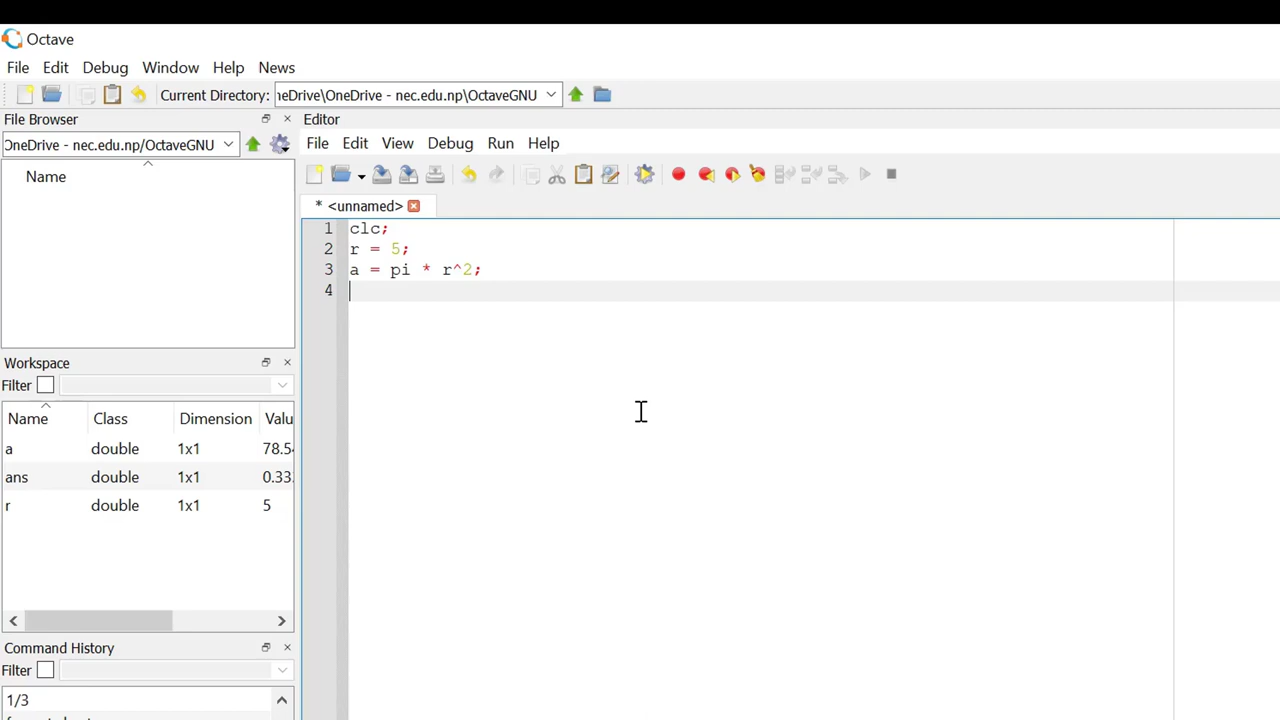 Octave
File Edit Debug Window Help News
Current Directory: neDrive\OneDrive - nec.edu.np\OctaveGNU
File Browser
OneDrive - nec.edu.np/OctaveGNU
Name
Editor
File Edit View Debug Run Help
* <unnamed>
1 clc;
2 r = 5;
3 a = pi * r^2;
4
Workspace
Filter
Name Class Dimension Valu
a double 1x1 78.54
ans double 1x1 0.33.
r double 1x1 5
Command History
Filter
1/3